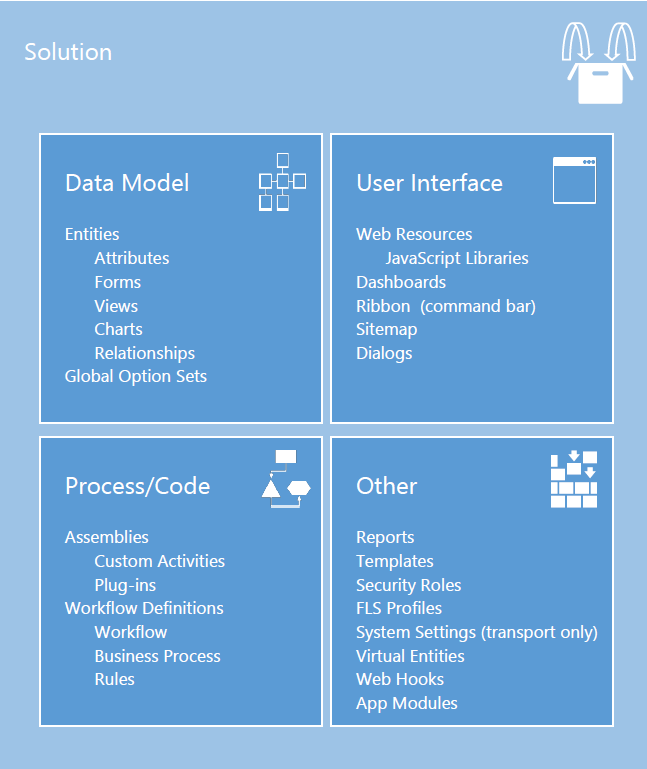 Solution
Data Model
Entities
Attributes
Forms
Views
Charts
Relationships
Global Option Sets
User Interface
Web Resources
JavaScript Libraries
Dashboards
Ribbon (command bar)
Sitemap
Dialogs
Process/Code
Assemblies
Custom Activities
Plug-ins
Workflow Definitions
Workflow
Business Process
Rules
Other
Reports
Templates
Security Roles
FLS Profiles
System Settings (transport only)
Virtual Entities
Web Hooks
App Modules